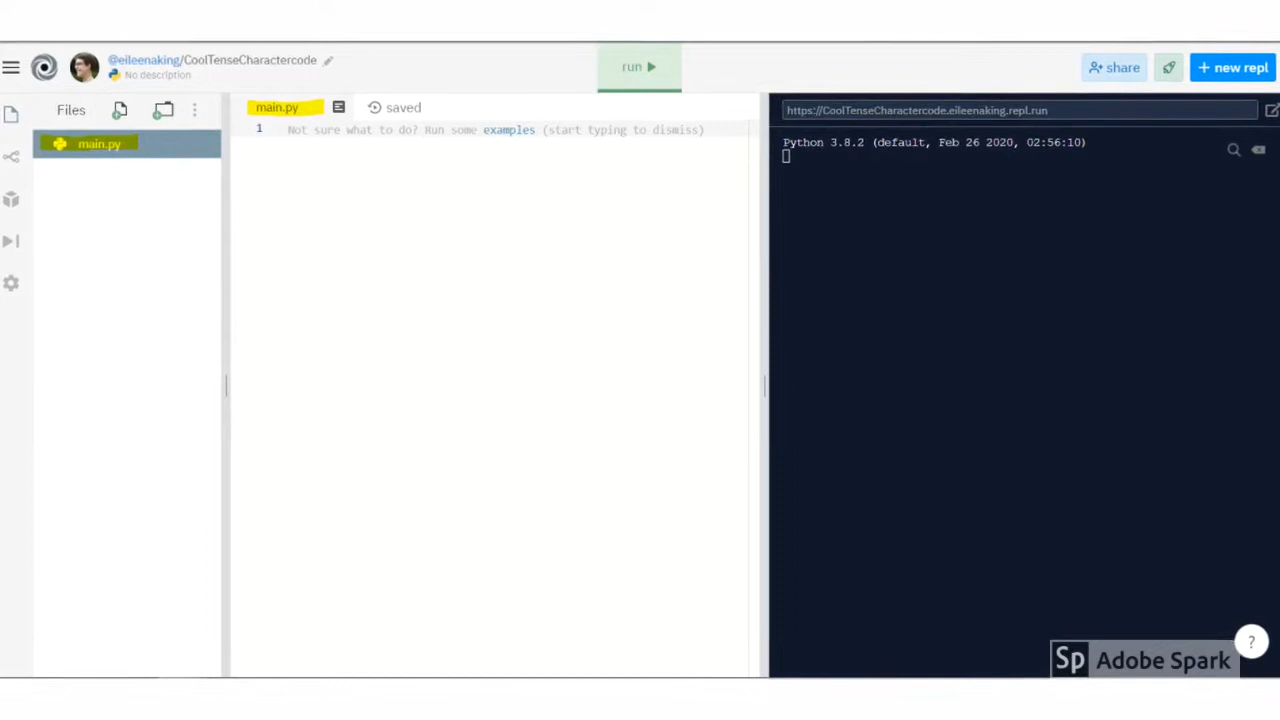 @eileenaking/CoolTenseCharactercode
No description
run
share
+ new repl
Files
main.py
main.py
saved
1 Not sure what to do? Run some examples (start typing to dismiss)
https://CoolTenseCharactercode.eileenaking.repl.run
Python 3.8.2 (default, Feb 26 2020, 02:56:10)
?
Sp Adobe Spark